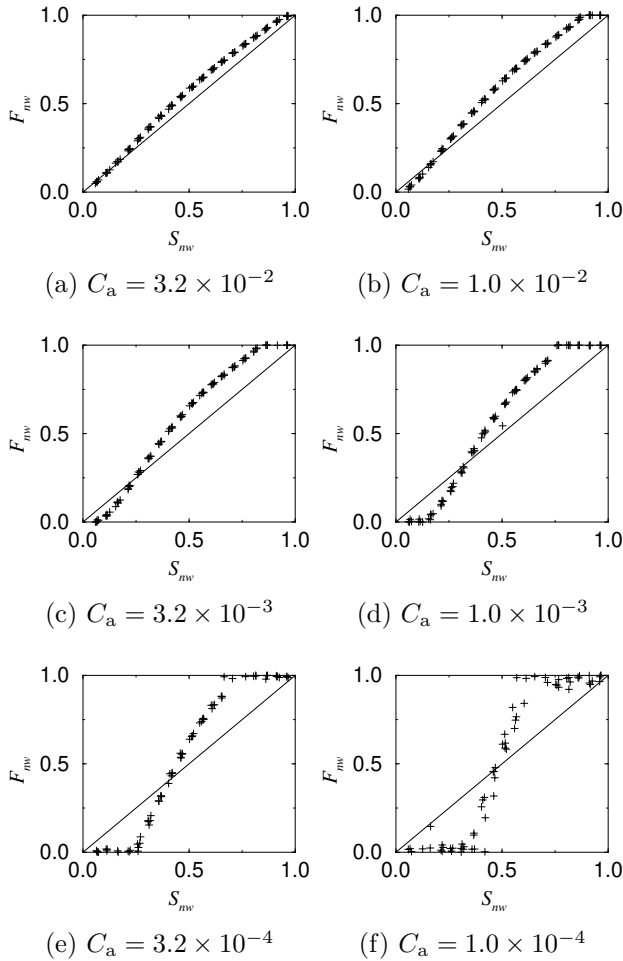 1.0 1.0
F_nw 0.5 F_nw 0.5
0.0 0.0
0.0 0.5 1.0 0.0 0.5 1.0
S_nw S_nw
(a) C_a = 3.2 × 10^−2 (b) C_a = 1.0 × 10^−2
1.0 1.0
F_nw 0.5 F_nw 0.5
0.0 0.0
0.0 0.5 1.0 0.0 0.5 1.0
S_nw S_nw
(c) C_a = 3.2 × 10^−3 (d) C_a = 1.0 × 10^−3
1.0 1.0
F_nw 0.5 F_nw 0.5
0.0 0.0
0.0 0.5 1.0 0.0 0.5 1.0
S_nw S_nw
(e) C_a = 3.2 × 10^−4 (f) C_a = 1.0 × 10^−4